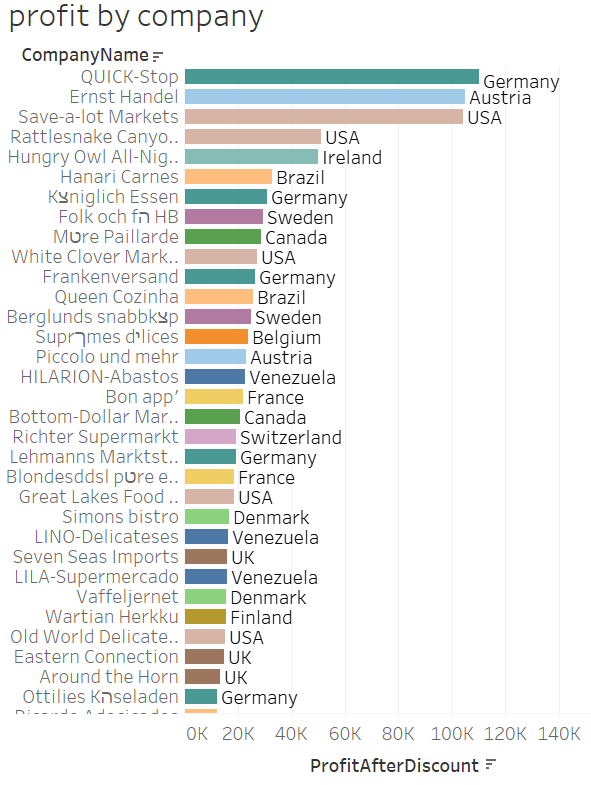 profit by company
CompanyName
QUICK-Stop Germany
Ernst Handel Austria
Save-a-lot Markets USA
Rattlesnake Canyo.. USA
Hungry Owl All-Nig.. Ireland
Hanari Carnes Brazil
Kצniglich Essen Germany
Folk och fה HB Sweden
Mטre Paillarde Canada
White Clover Mark.. USA
Frankenversand Germany
Queen Cozinha Brazil
Berglunds snabbkצp Sweden
Suprךmes dיlices Belgium
Piccolo und mehr Austria
HILARION-Abastos Venezuela
Bon app' France
Bottom-Dollar Mar.. Canada
Richter Supermarkt Switzerland
Lehmanns Marktst.. Germany
Blondesddsl pטre e.. France
Great Lakes Food .. USA
Simons bistro Denmark
LINO-Delicateses Venezuela
Seven Seas Imports UK
LILA-Supermercado Venezuela
Vaffeljernet Denmark
Wartian Herkku Finland
Old World Delicate.. USA
Eastern Connection UK
Around the Horn UK
Ottilies Kהseladen Germany
0K 20K 40K 60K 80K 100K 120K 140K
ProfitAfterDiscount